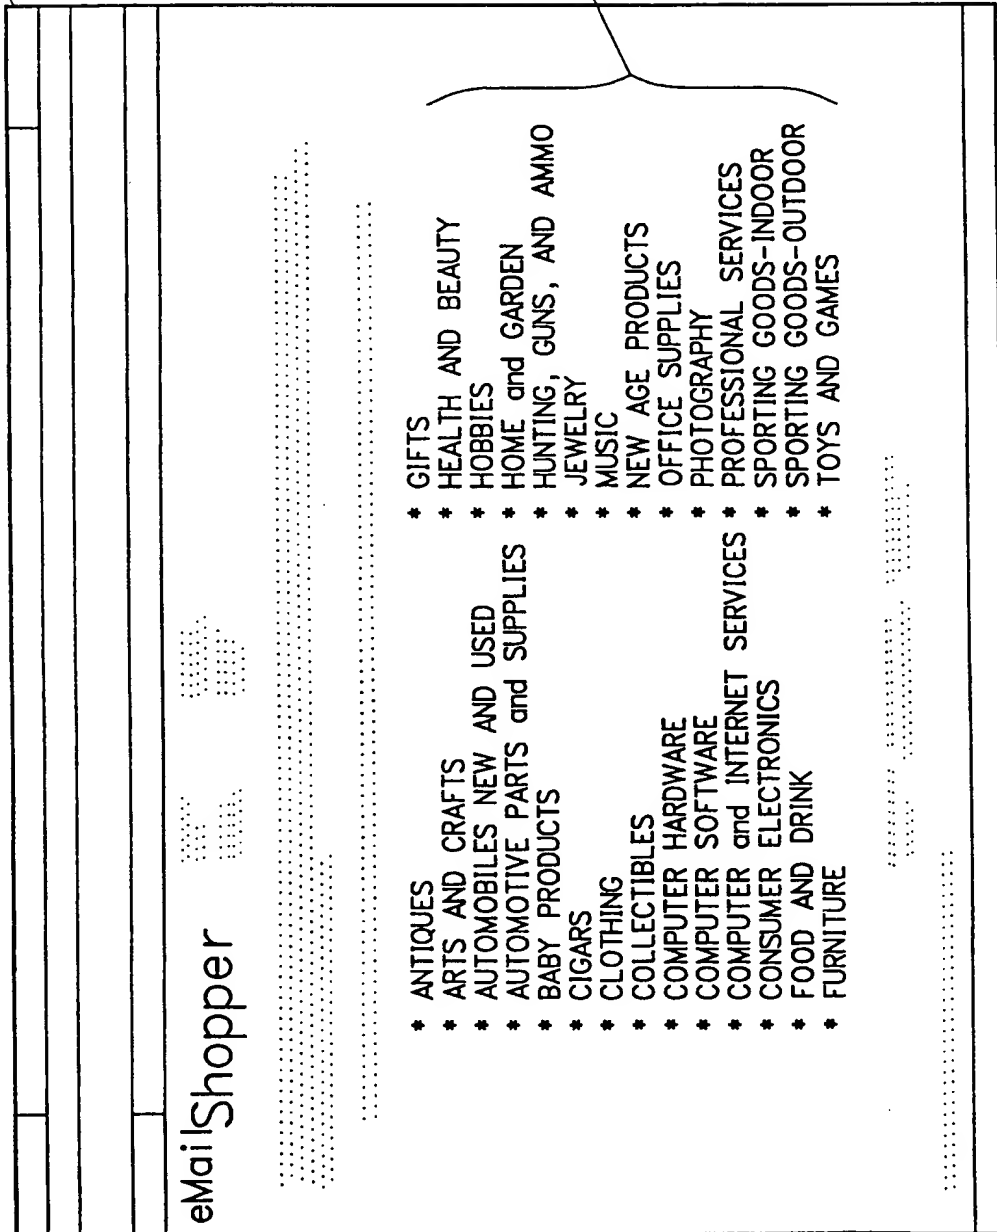 eMailShopper
* ANTIQUES
* ARTS AND CRAFTS
* AUTOMOBILES NEW AND USED
* AUTOMOTIVE PARTS and SUPPLIES
* BABY PRODUCTS
* CIGARS
* CLOTHING
* COLLECTIBLES
* COMPUTER HARDWARE
* COMPUTER SOFTWARE
* COMPUTER and INTERNET SERVICES
* CONSUMER ELECTRONICS
* FOOD AND DRINK
* FURNITURE
* GIFTS
* HEALTH AND BEAUTY
* HOBBIES
* HOME and GARDEN
* HUNTING, GUNS, AND AMMO
* JEWELRY
* MUSIC
* NEW AGE PRODUCTS
* OFFICE SUPPLIES
* PHOTOGRAPHY
* PROFESSIONAL SERVICES
* SPORTING GOODS-INDOOR
* SPORTING GOODS-OUTDOOR
* TOYS AND GAMES